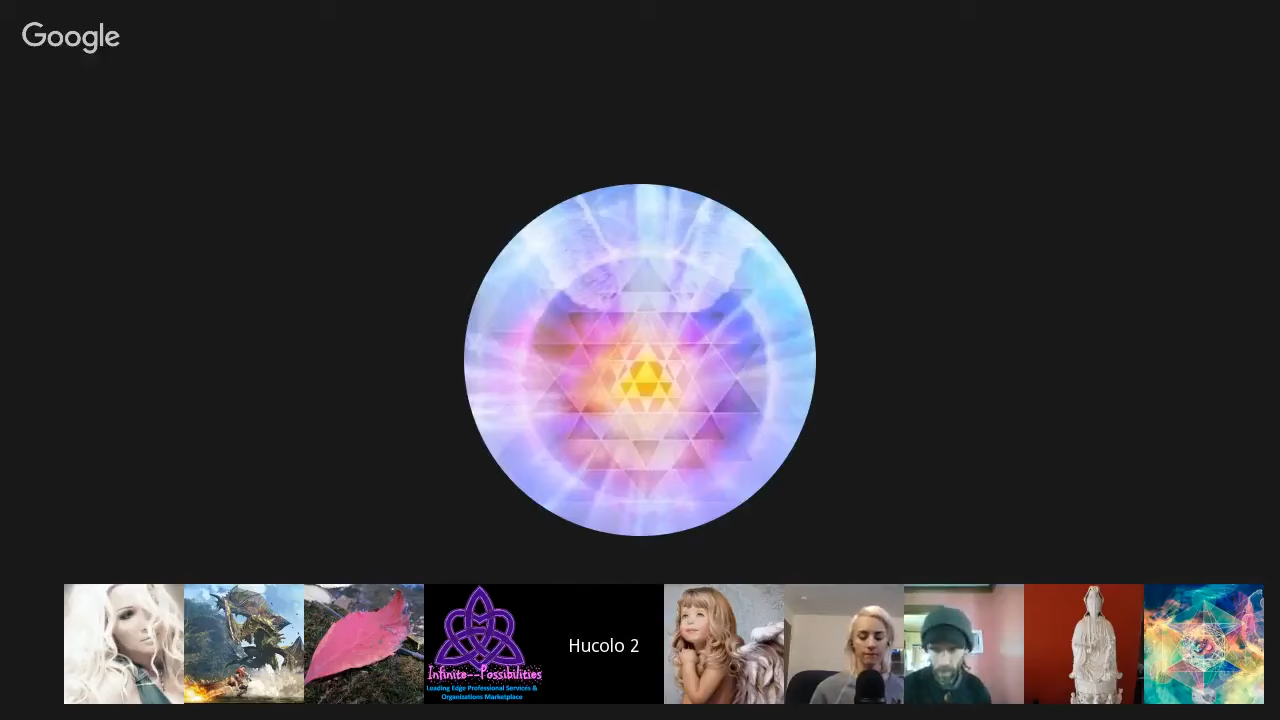 Google
Hucolo 2
Infinite--Possibilities
Leading Edge Professional Services &
Organizations Marketplace